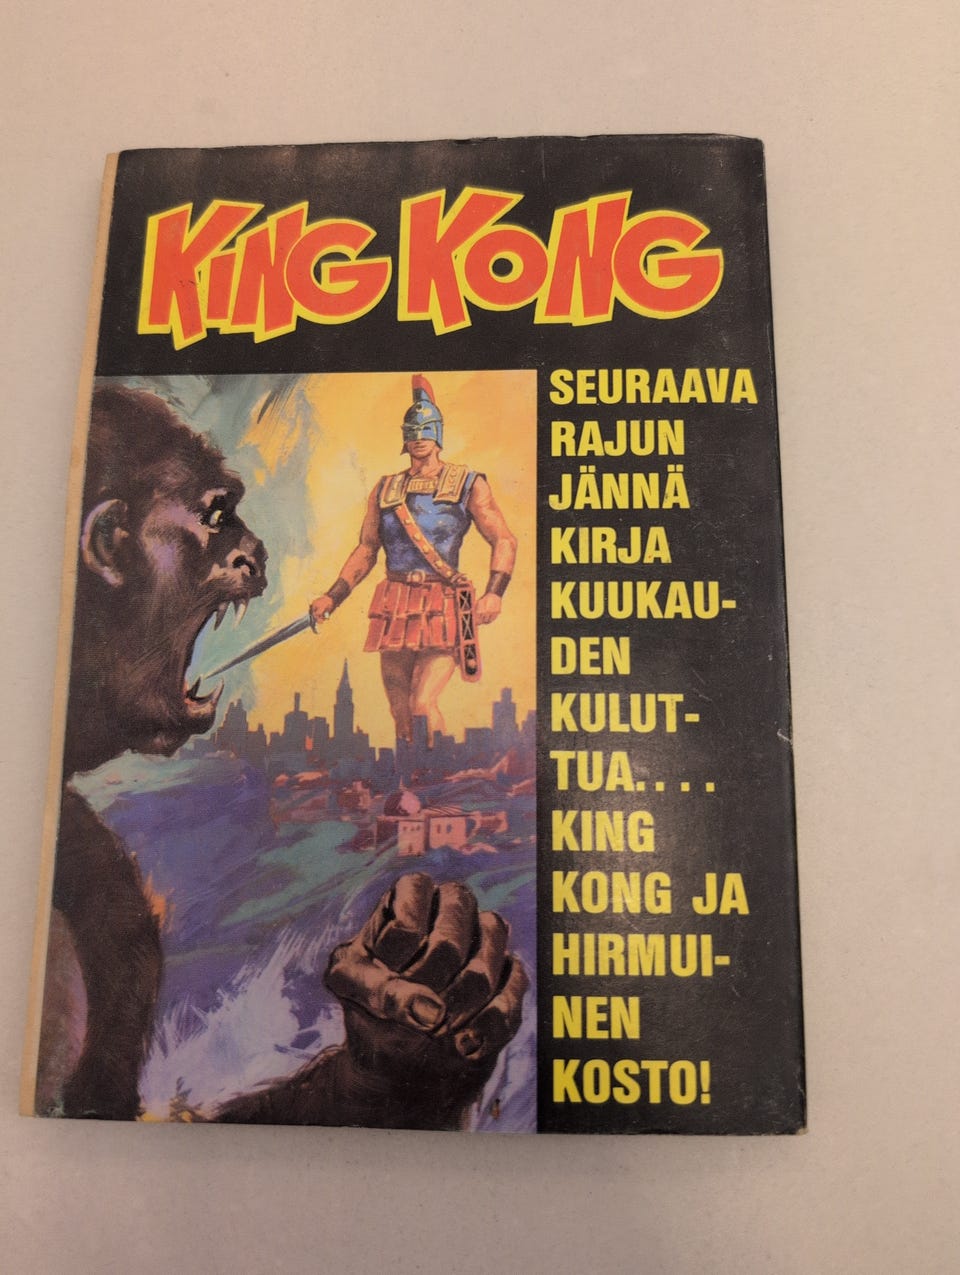 KING KONG
SEURAAVA
RAJUN
JÄNNÄ
KIRJA
KUUKAU-
DEN
KULUT-
TUA....
KING
KONG JA
HIRMUI-
NEN
KOSTO!